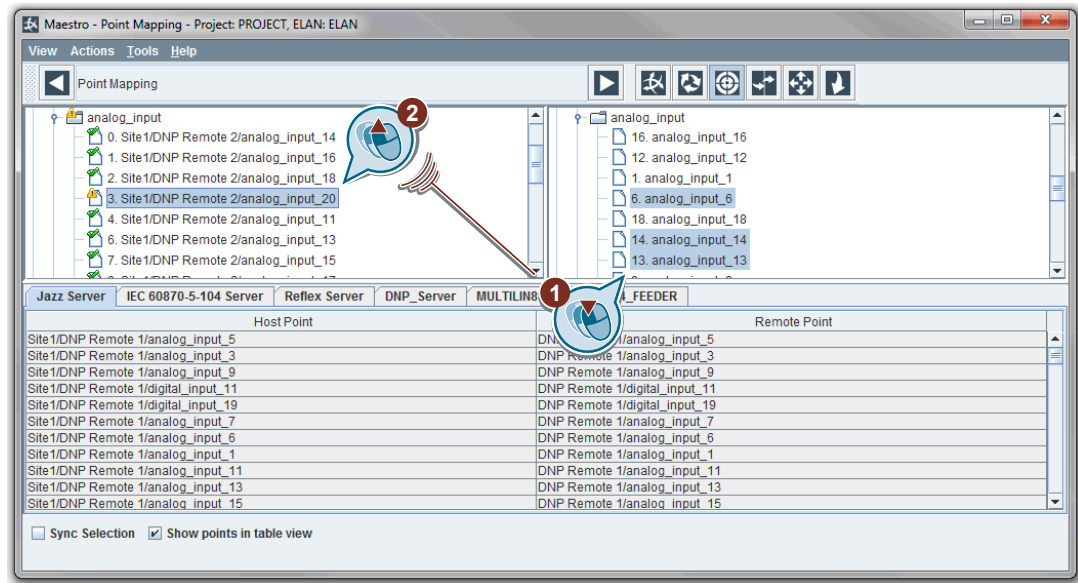 Maestro - Point Mapping - Project: PROJECT, ELAN: ELAN
View Actions Tools Help
Point Mapping
analog_input
0. Site1/DNP Remote 2/analog_input_14
1. Site1/DNP Remote 2/analog_input_16
2. Site1/DNP Remote 2/analog_input_18
3. Site1/DNP Remote 2/analog_input_20
4. Site1/DNP Remote 2/analog_input_11
6. Site1/DNP Remote 2/analog_input_13
7. Site1/DNP Remote 2/analog_input_15
2
analog_input
16. analog_input_16
12. analog_input_12
1. analog_input_1
6. analog_input_6
18. analog_input_18
14. analog_input_14
13. analog_input_13
1
Jazz Server IEC 60870-5-104 Server Reflex Server DNP_Server MULTILIN8 _FEEDER
Host Point Remote Point
Site1/DNP Remote 1/analog_input_5 DNP Remote 1/analog_input_5
Site1/DNP Remote 1/analog_input_3 DNP Remote 1/analog_input_3
Site1/DNP Remote 1/analog_input_9 DNP Remote 1/analog_input_9
Site1/DNP Remote 1/digital_input_11 DNP Remote 1/digital_input_11
Site1/DNP Remote 1/digital_input_19 DNP Remote 1/digital_input_19
Site1/DNP Remote 1/analog_input_7 DNP Remote 1/analog_input_7
Site1/DNP Remote 1/analog_input_6 DNP Remote 1/analog_input_6
Site1/DNP Remote 1/analog_input_1 DNP Remote 1/analog_input_1
Site1/DNP Remote 1/analog_input_11 DNP Remote 1/analog_input_11
Site1/DNP Remote 1/analog_input_13 DNP Remote 1/analog_input_13
Site1/DNP Remote 1/analog_input_15 DNP Remote 1/analog_input_15
Sync Selection Show points in table view